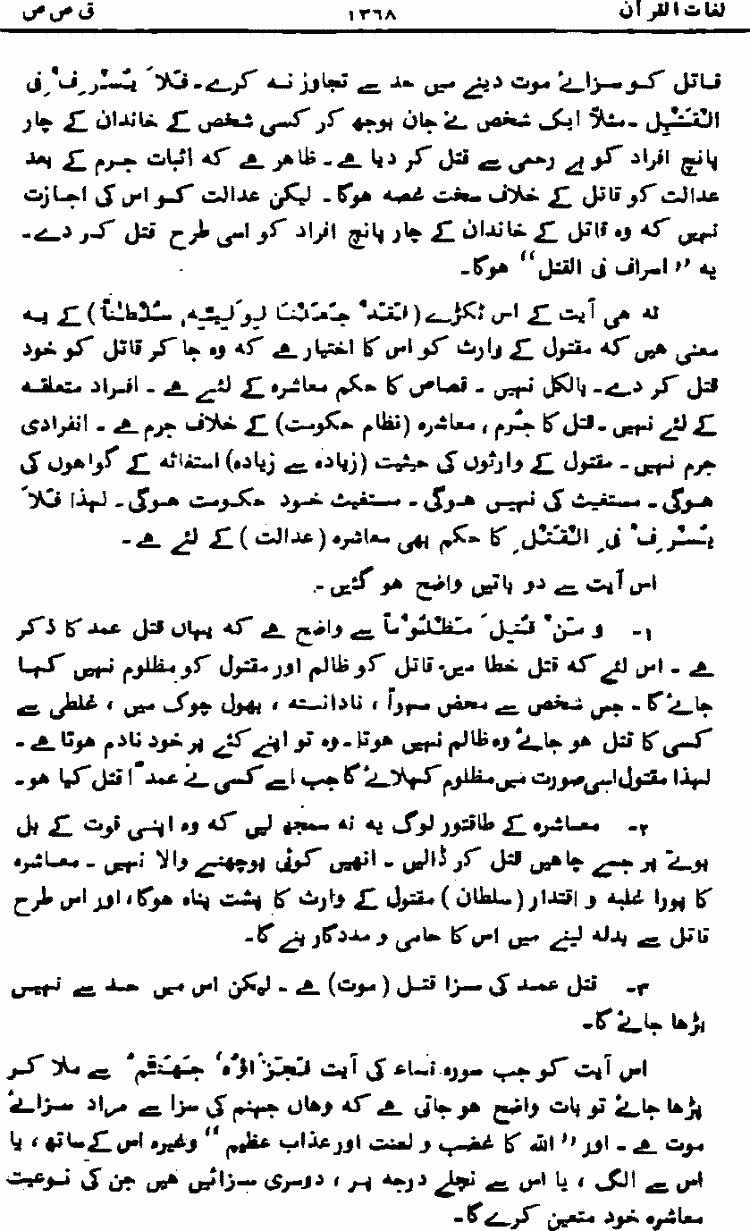 لغات القرآن ۱۳٦۸ ق ص ص
قاتل کو سزائے موت دینے میں حد سے تجاوز نہ کرے۔ فَلَا یُسْرِفْ فِی
الْقَتْلِ ۔ مثلاً ایک شخص نے جان بوجھ کر کسی شخص کے خاندان کے چار
پانچ افراد کو بے رحمی سے قتل کر دیا ہے۔ ظاہر ہے کہ اثبات جرم کے بعد
عدالت کو قاتل کے خلاف سخت غصہ ہوگا۔ لیکن عدالت کو اس کی اجازت
نہیں کہ وہ قاتل کے خاندان کے چار پانچ افراد کو اسی طرح قتل کر دے۔
یہ ”اسراف فی القتل“ ہوگا۔
نہ ہی آیت کے اس ٹکڑے (لَقَدْ جَعَلْنَا لِوَلِیِّہٖ سُلْطٰناً) کے یہ
معنی ہیں کہ مقتول کے وارث کو اس کا اختیار ہے کہ وہ جا کر قاتل کو خود
قتل کر دے۔ بالکل نہیں ۔ قصاص کا حکم معاشرہ کے لئے ہے ۔ افراد متعلقہ
کے لئے نہیں ۔ قتل کا جُرم ، معاشرہ (نظام حکومت) کے خلاف جرم ہے ۔ انفرادی
جرم نہیں۔ مقتول کے وارثوں کی حیثیت (زیادہ سے زیادہ) استغاثہ کے گواہوں کی
ہوگی ۔ مستغیث کی نہیں ہوگی ۔ مستغیث خود حکومت ہوگی۔ لہذا فَلَا
یُسْرِفْ فِی الْقَتْلِ کا حکم بھی معاشرہ (عدالت) کے لئے ہے ۔
اس آیت سے دو باتیں واضح ہو گئیں ۔
۱۔ وَ مَنْ قُتِلَ مَظْلُوْماً سے واضح ہے کہ یہاں قتل عمد کا ذکر
ہے ۔ اس لئے کہ قتل خطا میں قاتل کو ظالم اور مقتول کو مظلوم نہیں کہا
جائے گا ۔ جس شخص سے محض سہواً ، نادانستہ ، بھول چوک میں ، غلطی سے
کسی کا قتل ہو جائے وہ ظالم نہیں ہوتا۔ وہ تو اپنے کئے پر خود نادم ہوتا ہے ۔
لہذا مقتول اسی صورت میں مظلوم کہلائے گا جب اسے کسی نے عمداً قتل کیا ہو ۔
۲۔ معاشرہ کے طاقتور لوگ یہ نہ سمجھ لیں کہ وہ اپنی قوت کے بل
بوتے پر جسے چاہیں قتل کر ڈالیں ۔ انھیں کوئی پوچھنے والا نہیں ۔ معاشرہ
کا پورا غلبہ و اقتدار (سلطان) مقتول کے وارث کا پشت پناہ ہوگا، اور اس طرح
قاتل سے بدلہ لینے میں اس کا حامی و مددگار بنے گا۔
۳۔ قتل عمد کی سزا قتل (موت) ہے ۔ لیکن اس میں حد سے نہیں
بڑھا جائے گا۔
اس آیت کو جب سورہ نساء کی آیت فَجَزَاؤُہٗ جَہَنَّمُ سے ملا کر
پڑھا جائے تو بات واضح ہو جاتی ہے کہ وہاں جہنم کی سزا سے مراد سزائے
موت ہے ۔ اور ”اللہ کا غضب و لعنت اور عذاب عظیم“ وغیرہ اس کے ساتھ ، یا
اس سے الگ ، یا اس سے نچلے درجہ پر ، دوسری سزائیں ہیں جن کی نوعیت
معاشرہ خود متعین کرے گا۔